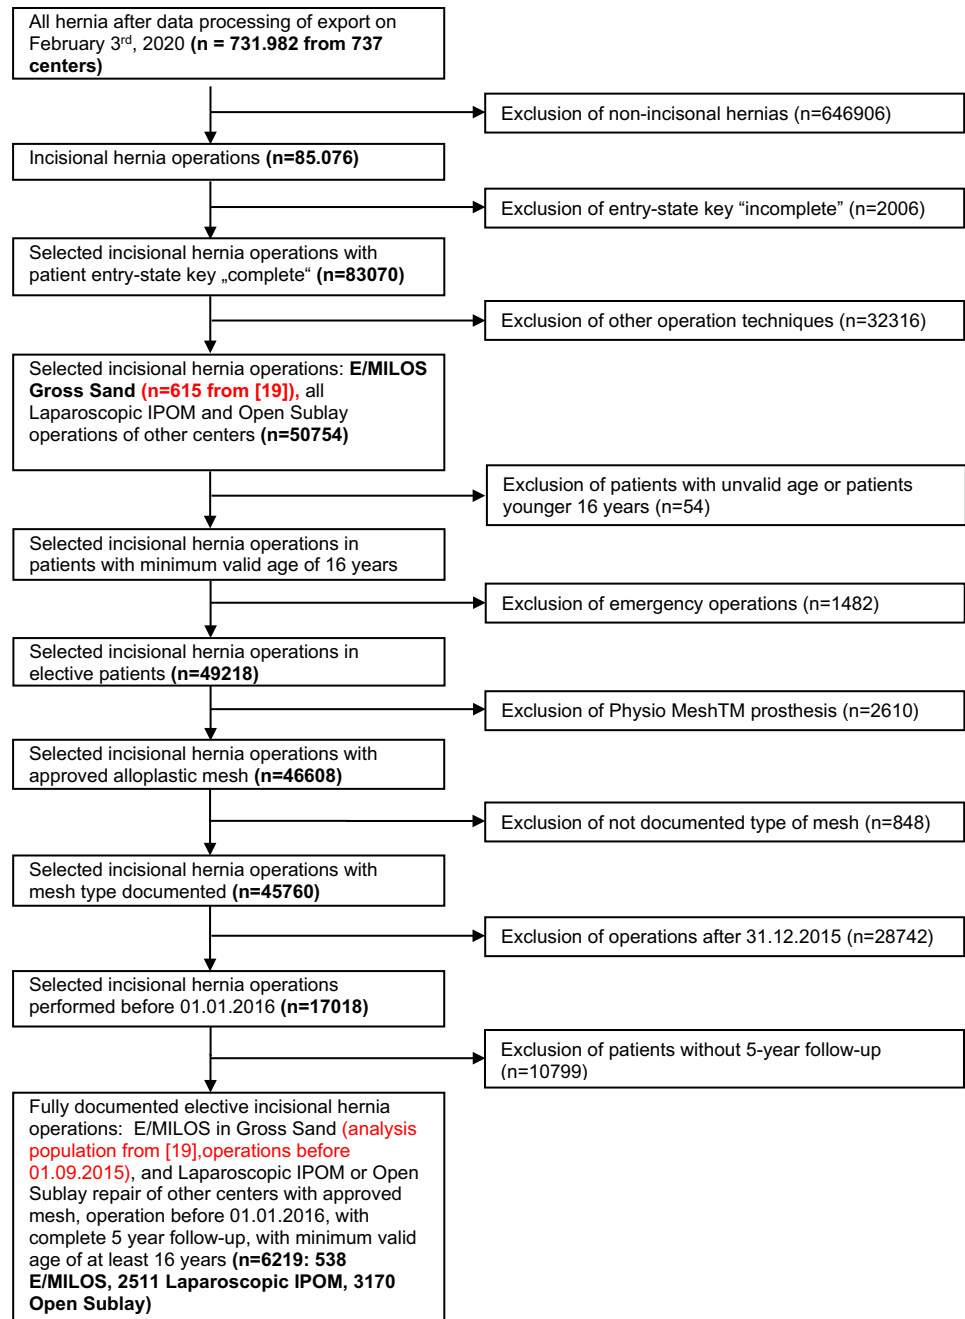 All hernia after data processing of export on
February 3rd, 2020 (n = 731.982 from 737
centers)
Exclusion of non-incisonal hernias (n=646906)
Incisional hernia operations (n=85.076)
Exclusion of entry-state key “incomplete” (n=2006)
Selected incisional hernia operations with
patient entry-state key „complete“ (n=83070)
Exclusion of other operation techniques (n=32316)
Selected incisional hernia operations: E/MILOS
Gross Sand (n=615 from [19]), all
Laparoscopic IPOM and Open Sublay
operations of other centers (n=50754)
Exclusion of patients with unvalid age or patients
younger 16 years (n=54)
Selected incisional hernia operations in
patients with minimum valid age of 16 years
Exclusion of emergency operations (n=1482)
Selected incisional hernia operations in
elective patients (n=49218)
Exclusion of Physio MeshTM prosthesis (n=2610)
Selected incisional hernia operations with
approved alloplastic mesh (n=46608)
Exclusion of not documented type of mesh (n=848)
Selected incisional hernia operations with
mesh type documented (n=45760)
Exclusion of operations after 31.12.2015 (n=28742)
Selected incisional hernia operations
performed before 01.01.2016 (n=17018)
Exclusion of patients without 5-year follow-up
(n=10799)
Fully documented elective incisional hernia
operations: E/MILOS in Gross Sand (analysis
population from [19],operations before
01.09.2015), and Laparoscopic IPOM or Open
Sublay repair of other centers with approved
mesh, operation before 01.01.2016, with
complete 5 year follow-up, with minimum valid
age of at least 16 years (n=6219: 538
E/MILOS, 2511 Laparoscopic IPOM, 3170
Open Sublay)